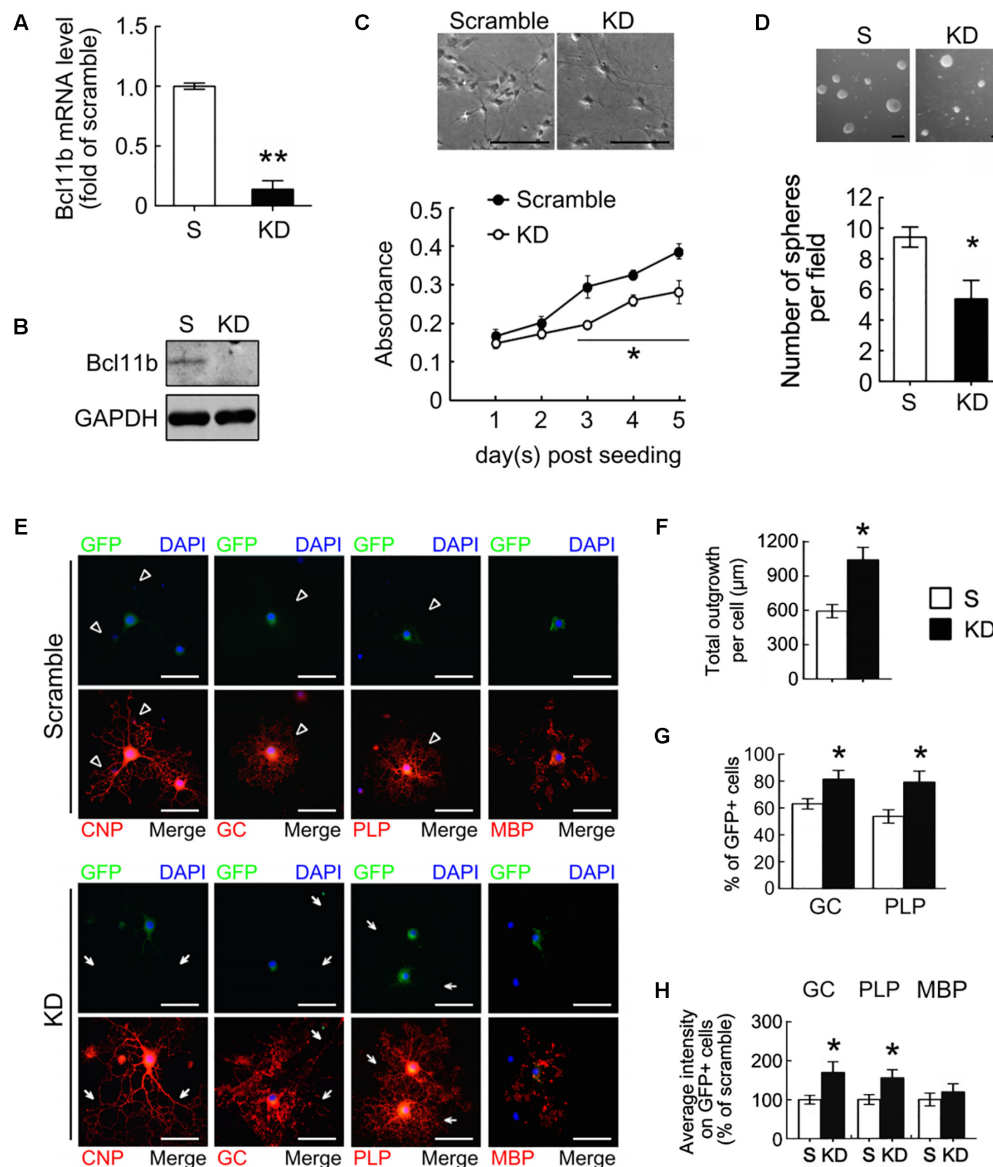 A
Bcl11b mRNA level
(fold of scramble)
1.0
0.5
0
**
S KD
B
S KD
Bcl11b
GAPDH
C
Scramble KD
Scramble
KD
Absorbance
0.4
0.3
0.2
0.1
0
*
1 2 3 4 5
day(s) post seeding
D
S KD
Number of spheres
per field
12
10
8
6
4
2
0
*
S KD
E
Scramble
GFP DAPI GFP DAPI GFP DAPI GFP DAPI
CNP Merge GC Merge PLP Merge MBP Merge
KD
GFP DAPI GFP DAPI GFP DAPI GFP DAPI
CNP Merge GC Merge PLP Merge MBP Merge
F
Total outgrowth
per cell (µm)
1200
900
600
300
0
*
S
KD
G
% of GFP+ cells
100
80
60
40
20
0
* *
GC PLP
H
GC PLP MBP
Average intensity
on GFP+ cells
(% of scramble)
300
200
100
0
* *
S KD S KD S KD